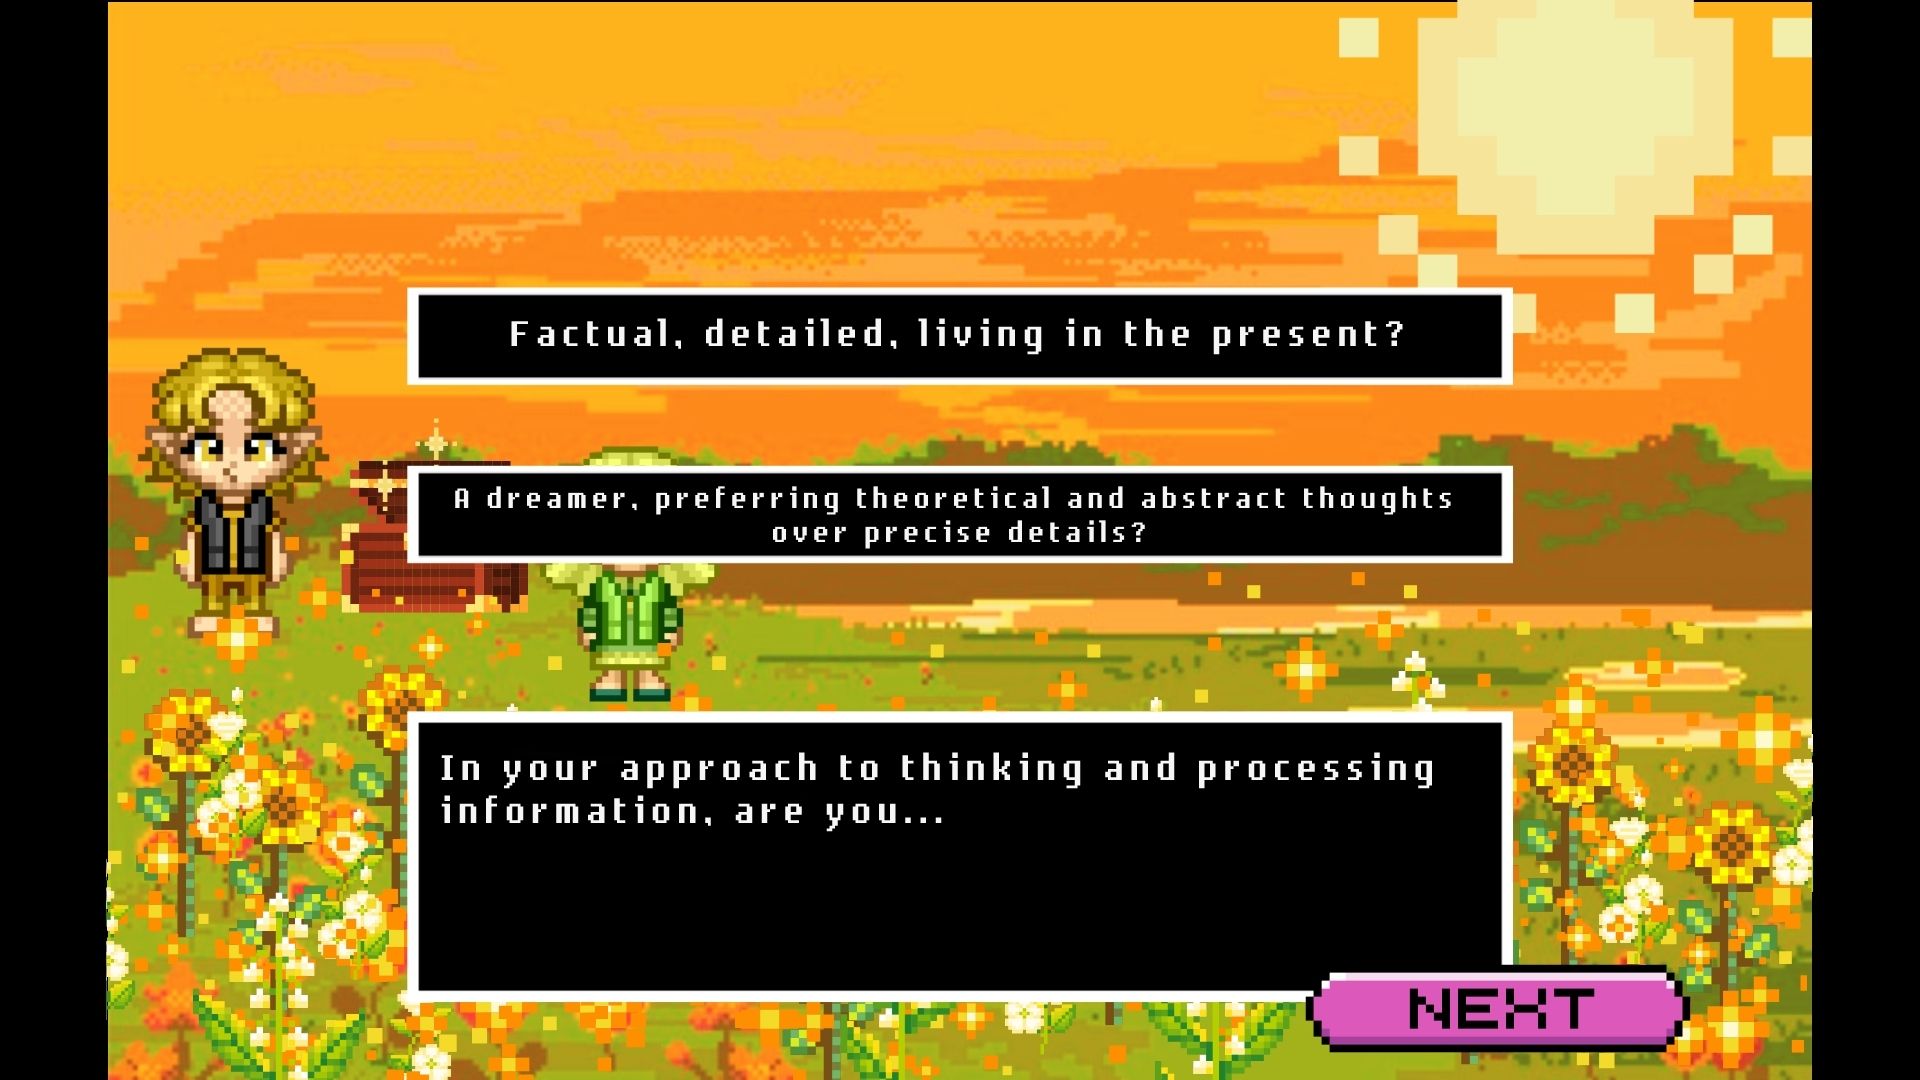 Factual, detailed, living in the present?
A dreamer, preferring theoretical and abstract thoughts
over precise details?
In your approach to thinking and processing
information, are you...
NEXT